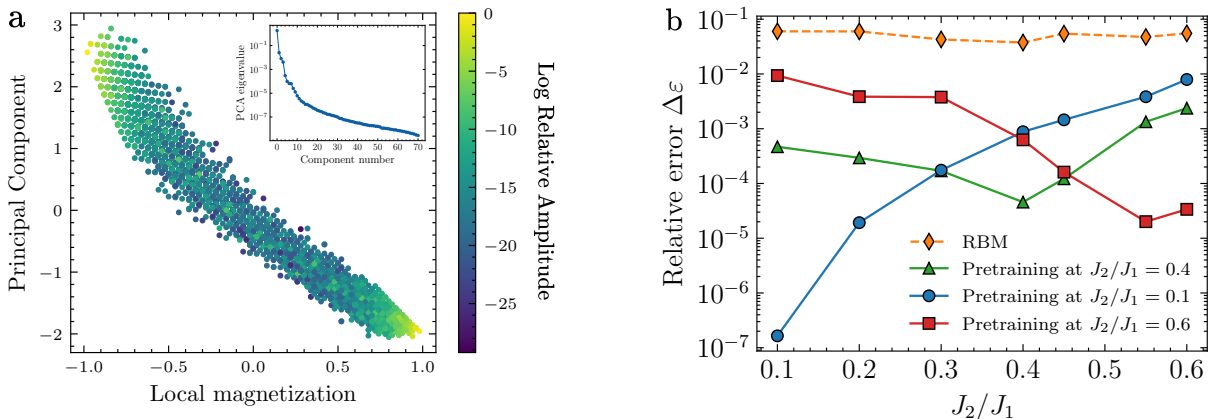 a
Principal Component
3
2
1
0
−1
−2
−1.0
−0.5
0.0
0.5
1.0
Local magnetization
PCA eigenvalue
10⁻¹
10⁻³
10⁻⁵
10⁻⁷
0 10 20 30 40 50 60 70
Component number
0
−5
−10
−15
−20
−25
Log Relative Amplitude
b
Relative error Δε
10⁻¹
10⁻²
10⁻³
10⁻⁴
10⁻⁵
10⁻⁶
10⁻⁷
RBM
Pretraining at J₂/J₁ = 0.4
Pretraining at J₂/J₁ = 0.1
Pretraining at J₂/J₁ = 0.6
0.1 0.2 0.3 0.4 0.5 0.6
J₂/J₁